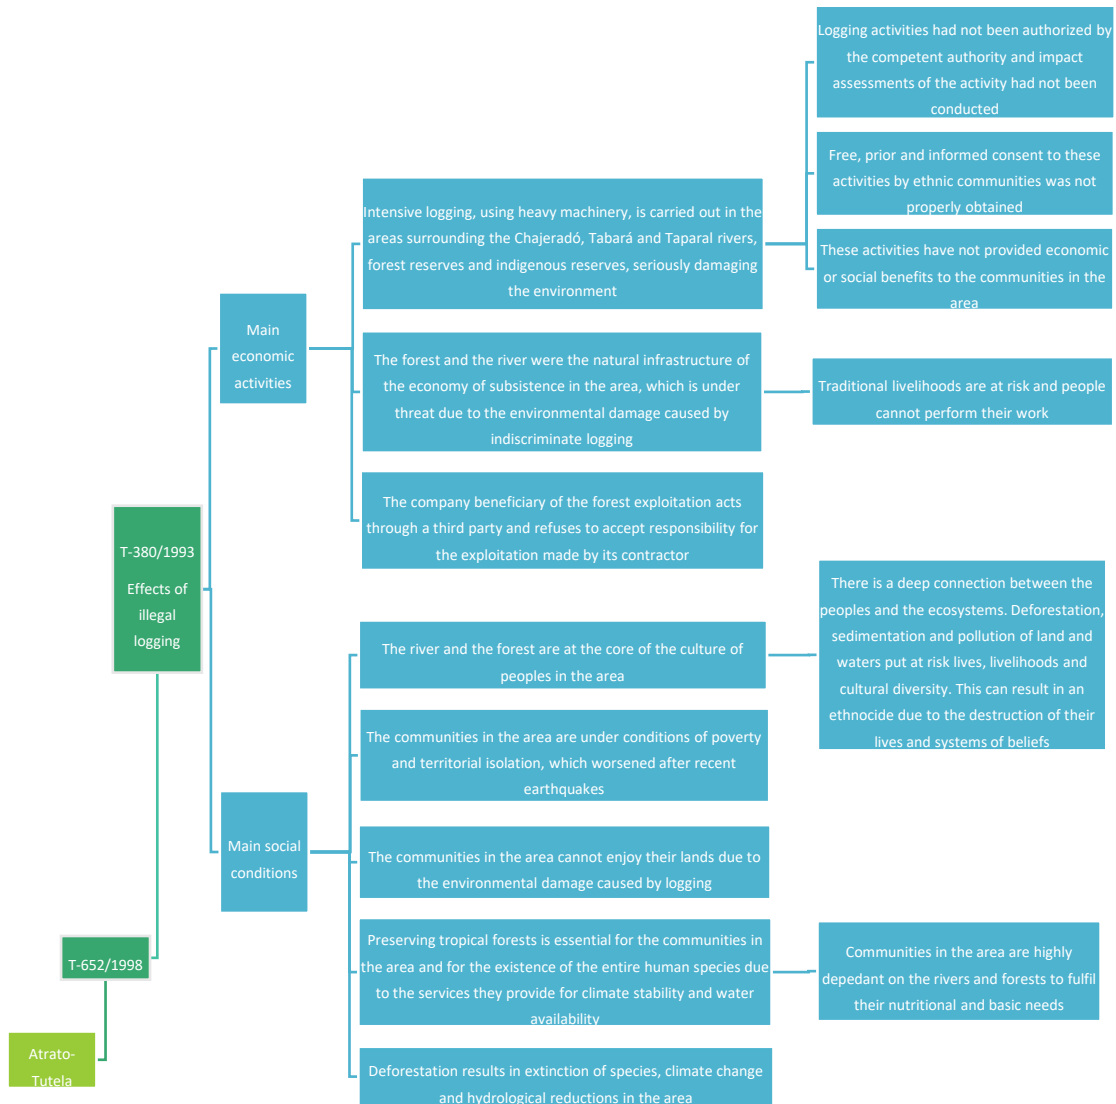 Logging activities had not been authorized by
the competent authority and impact
assessments of the activity had not been
conducted
Free, prior and informed consent to these
activities by ethnic communities was not
properly obtained
Intensive logging, using heavy machinery, is carried out in the
areas surrounding the Chajeradó, Tabará and Taparal rivers,
forest reserves and indigenous reserves, seriously damaging
the environment
These activities have not provided economic
or social benefits to the communities in the
area
Main
economic
activities
The forest and the river were the natural infrastructure of
the economy of subsistence in the area, which is under
threat due to the environmental damage caused by
indiscriminate logging
Traditional livelihoods are at risk and people
cannot perform their work
The company beneficiary of the forest exploitation acts
through a third party and refuses to accept responsibility for
the exploitation made by its contractor
T-380/1993
Effects of
illegal
logging
The river and the forest are at the core of the culture of
peoples in the area
There is a deep connection between the
peoples and the ecosystems. Deforestation,
sedimentation and pollution of land and
waters put at risk lives, livelihoods and
cultural diversity. This can result in an
ethnocide due to the destruction of their
lives and systems of beliefs
The communities in the area are under conditions of poverty
and territorial isolation, which worsened after recent
earthquakes
Main social
conditions
The communities in the area cannot enjoy their lands due to
the environmental damage caused by logging
Preserving tropical forests is essential for the communities in
the area and for the existence of the entire human species due
to the services they provide for climate stability and water
availability
Communities in the area are highly
depedant on the rivers and forests to fulfil
their nutritional and basic needs
T-652/1998
Atrato-
Tutela
Deforestation results in extinction of species, climate change
and hydrological reductions in the area